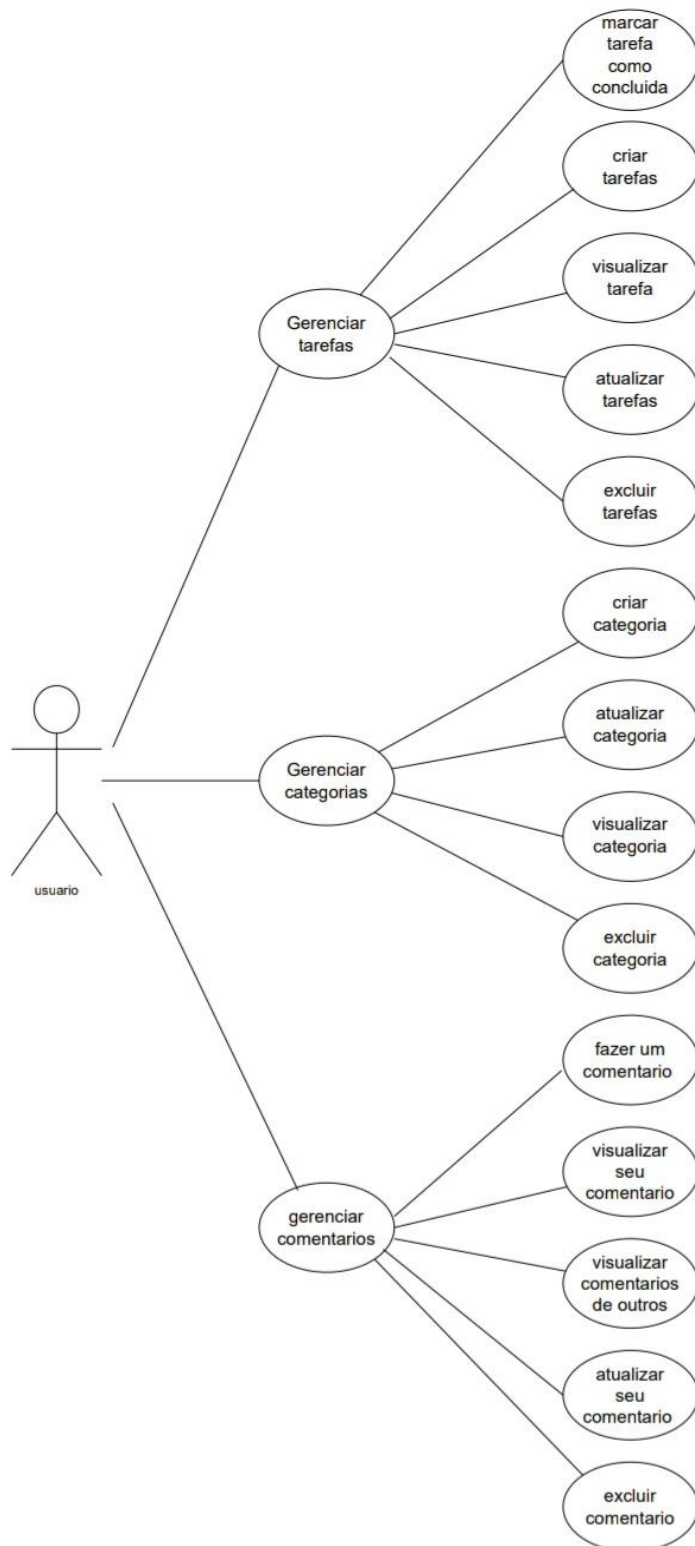 marcar
tarefa
como
concluida
criar
tarefas
visualizar
tarefa
Gerenciar
tarefas
atualizar
tarefas
excluir
tarefas
criar
categoria
atualizar
categoria
Gerenciar
categorias
visualizar
categoria
usuario
excluir
categoria
fazer um
comentario
visualizar
seu
comentario
gerenciar
comentarios
visualizar
comentarios
de outros
atualizar
seu
comentario
excluir
comentario